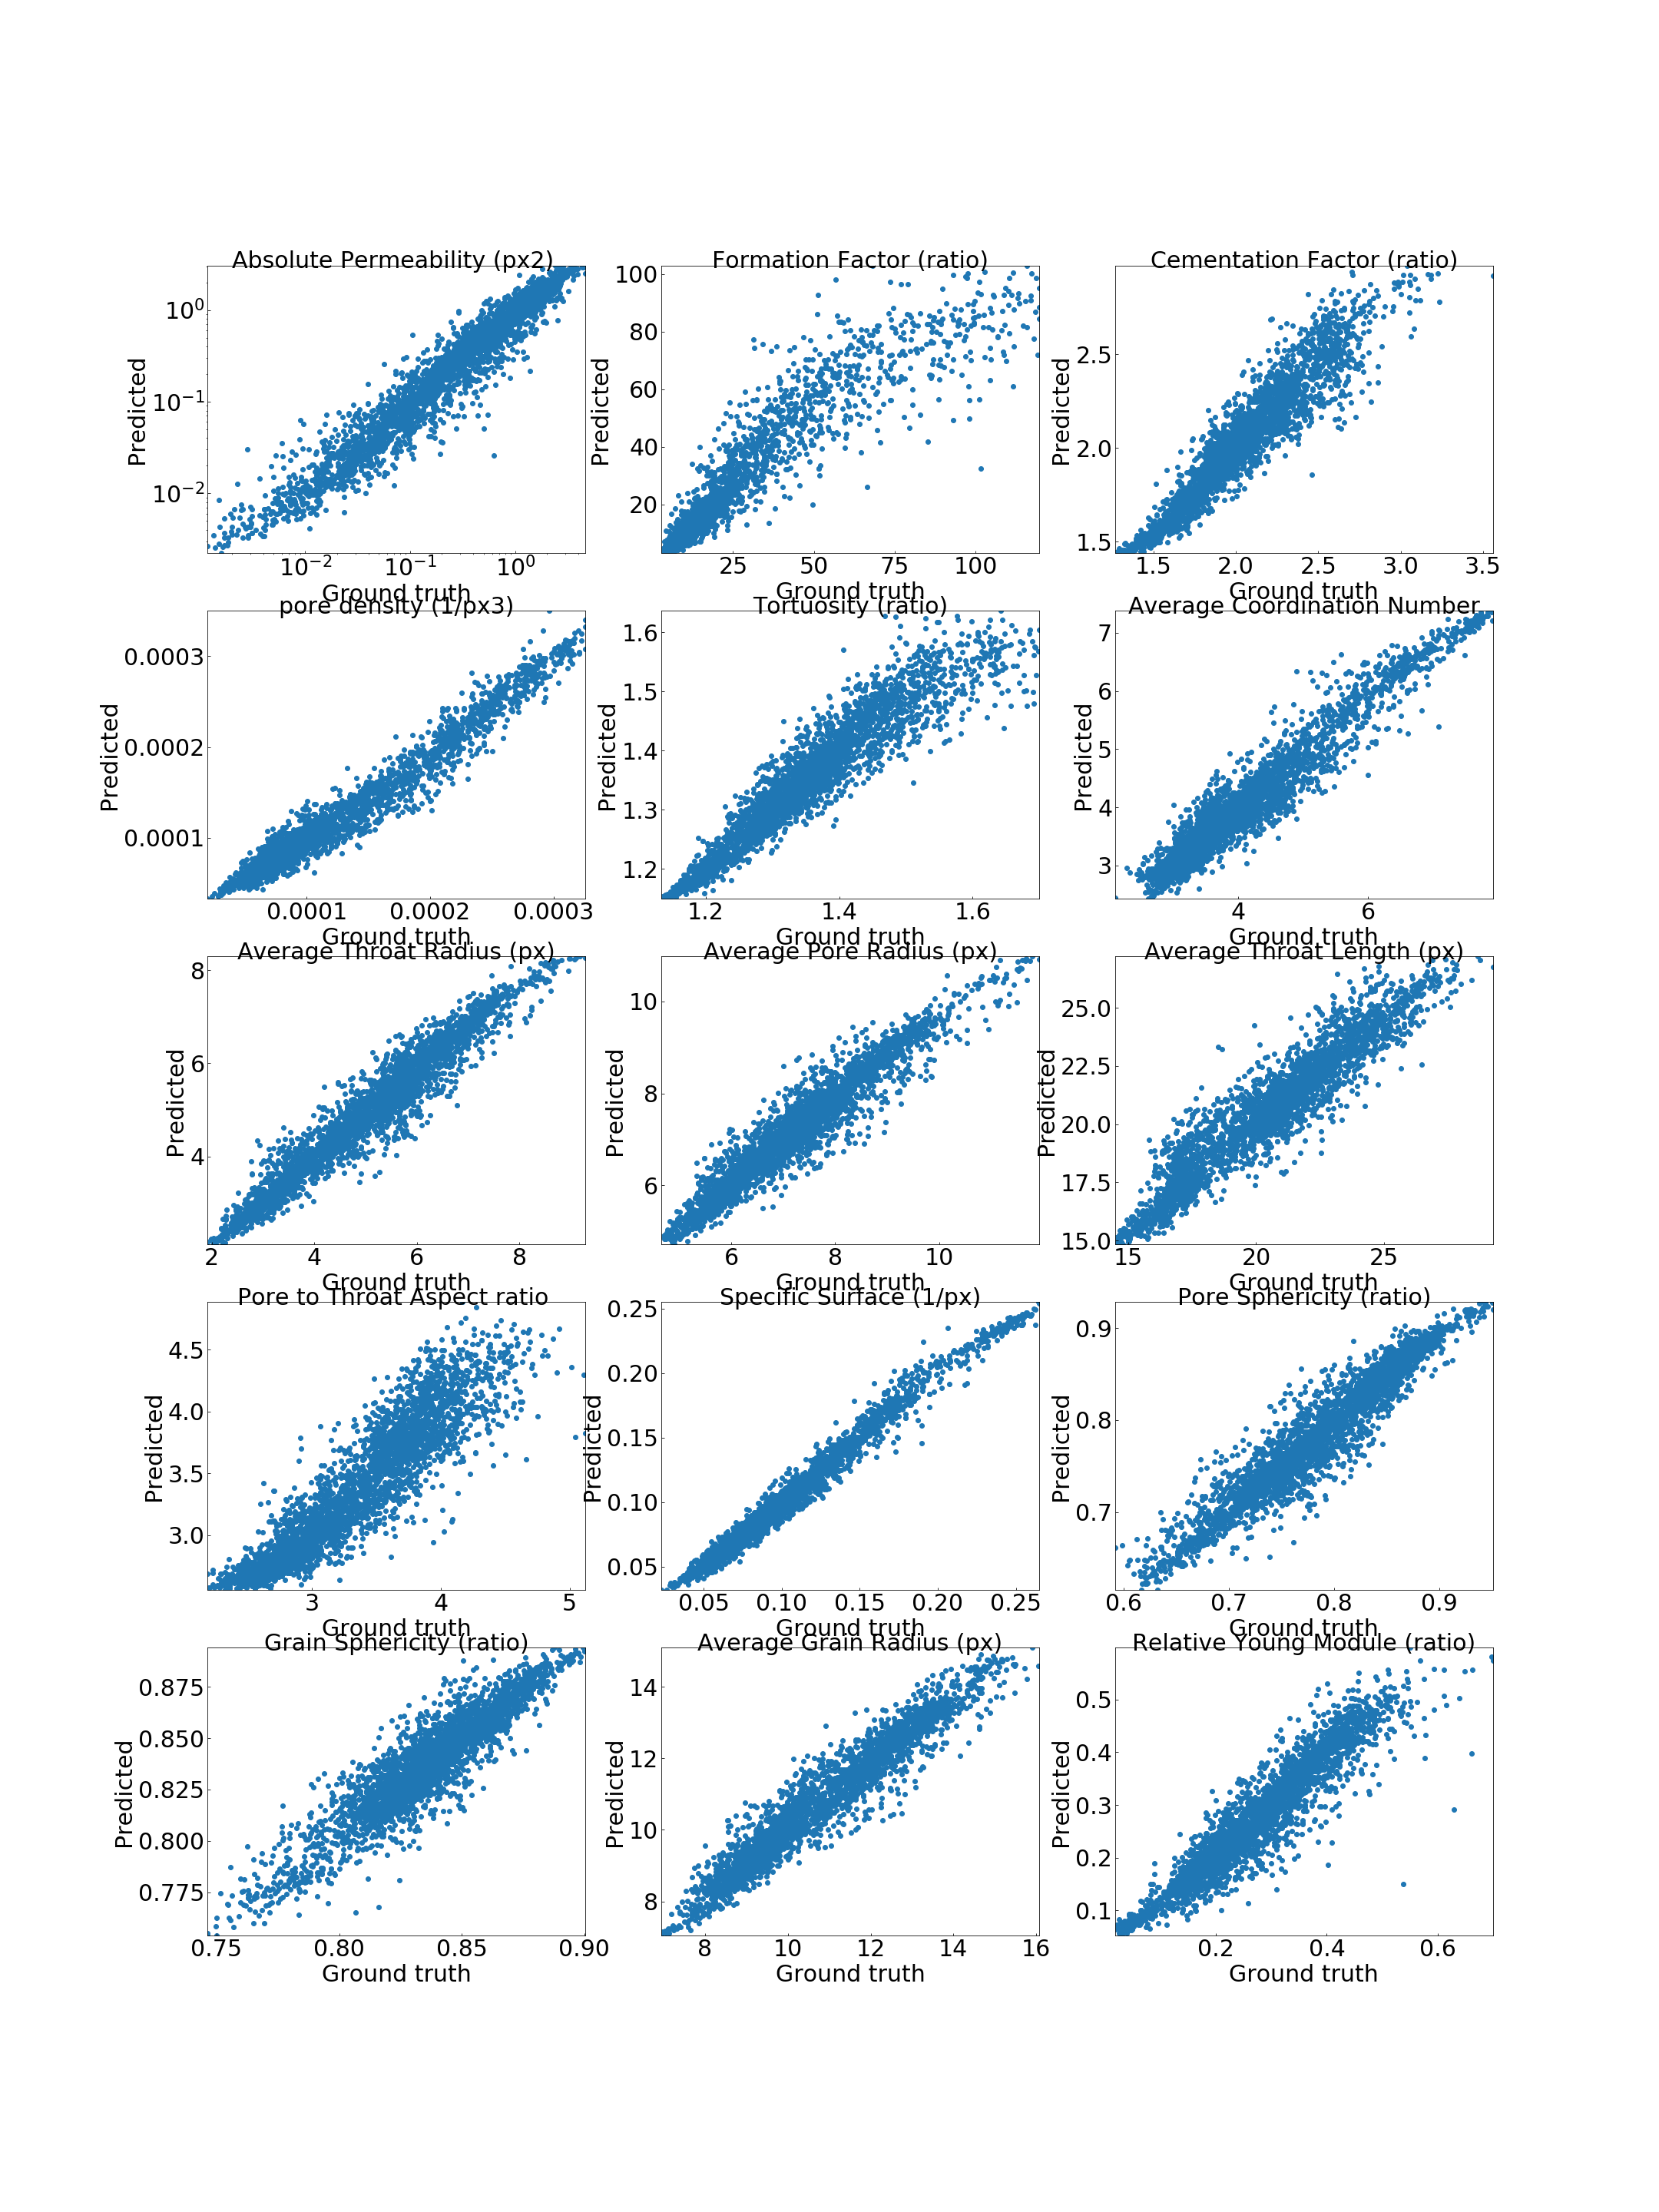 Absolute Permeability (px2)
Predicted
10⁰
10⁻¹
10⁻²
10⁻² 10⁻¹ 10⁰
Ground truth
Formation Factor (ratio)
Predicted
100
80
60
40
20
25 50 75 100
Ground truth
Cementation Factor (ratio)
Predicted
2.5
2.0
1.5
1.5 2.0 2.5 3.0 3.5
Ground truth
pore density (1/px3)
Predicted
0.0003
0.0002
0.0001
0.0001 0.0002 0.0003
Ground truth
Tortuosity (ratio)
Predicted
1.6
1.5
1.4
1.3
1.2
1.2 1.4 1.6
Ground truth
Average Coordination Number
Predicted
7
6
5
4
3
4 6
Ground truth
Average Throat Radius (px)
Predicted
8
6
4
2 4 6 8
Ground truth
Average Pore Radius (px)
Predicted
10
8
6
6 8 10
Ground truth
Average Throat Length (px)
Predicted
25.0
22.5
20.0
17.5
15.0
15 20 25
Ground truth
Pore to Throat Aspect ratio
Predicted
4.5
4.0
3.5
3.0
3 4 5
Ground truth
Specific Surface (1/px)
Predicted
0.25
0.20
0.15
0.10
0.05
0.05 0.10 0.15 0.20 0.25
Ground truth
Pore Sphericity (ratio)
Predicted
0.9
0.8
0.7
0.6 0.7 0.8 0.9
Ground truth
Grain Sphericity (ratio)
Predicted
0.875
0.850
0.825
0.800
0.775
0.75 0.80 0.85 0.90
Ground truth
Average Grain Radius (px)
Predicted
14
12
10
8
8 10 12 14 16
Ground truth
Relative Young Module (ratio)
Predicted
0.5
0.4
0.3
0.2
0.1
0.2 0.4 0.6
Ground truth